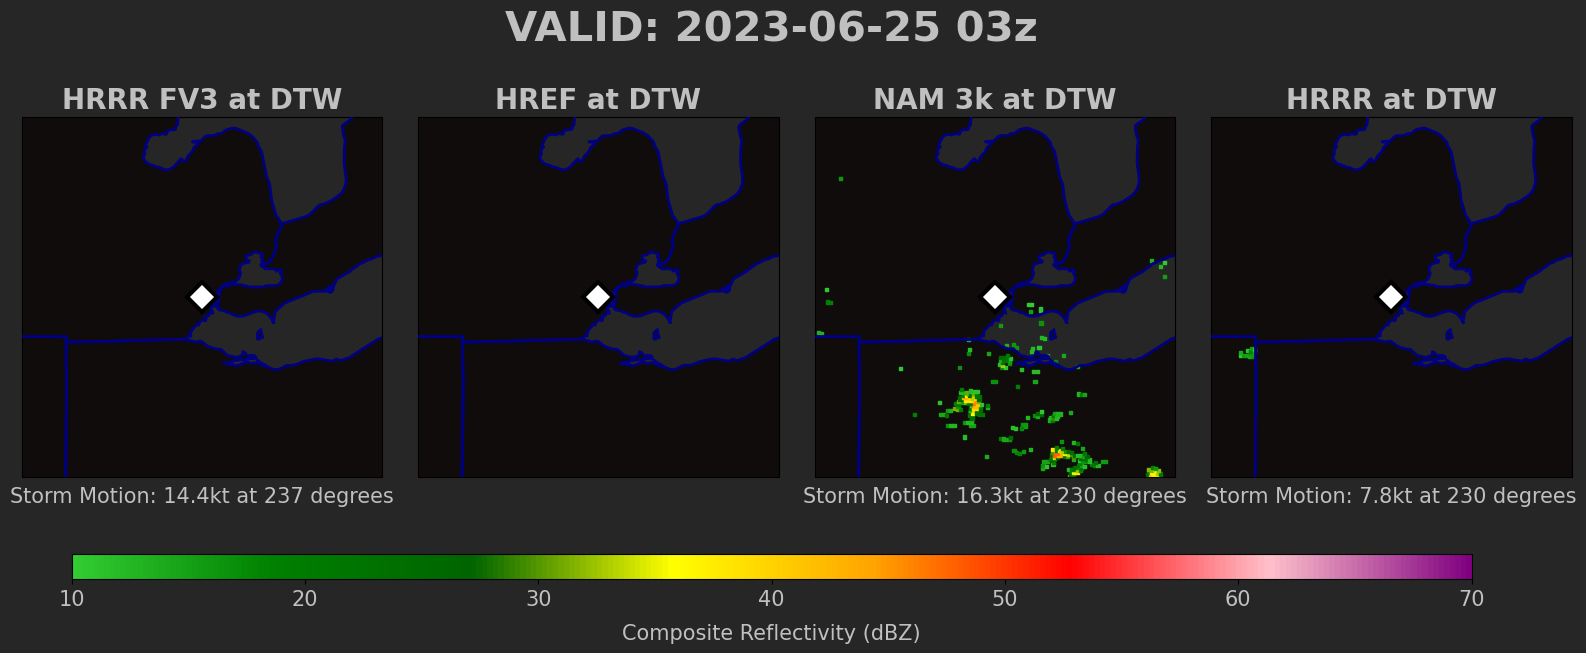 VALID: 2023-06-25 03z
HRRR FV3 at DTW
HREF at DTW
NAM 3k at DTW
HRRR at DTW
Storm Motion: 14.4kt at 237 degrees
Storm Motion: 16.3kt at 230 degrees
Storm Motion: 7.8kt at 230 degrees
10 20 30 40 50 60 70
Composite Reflectivity (dBZ)